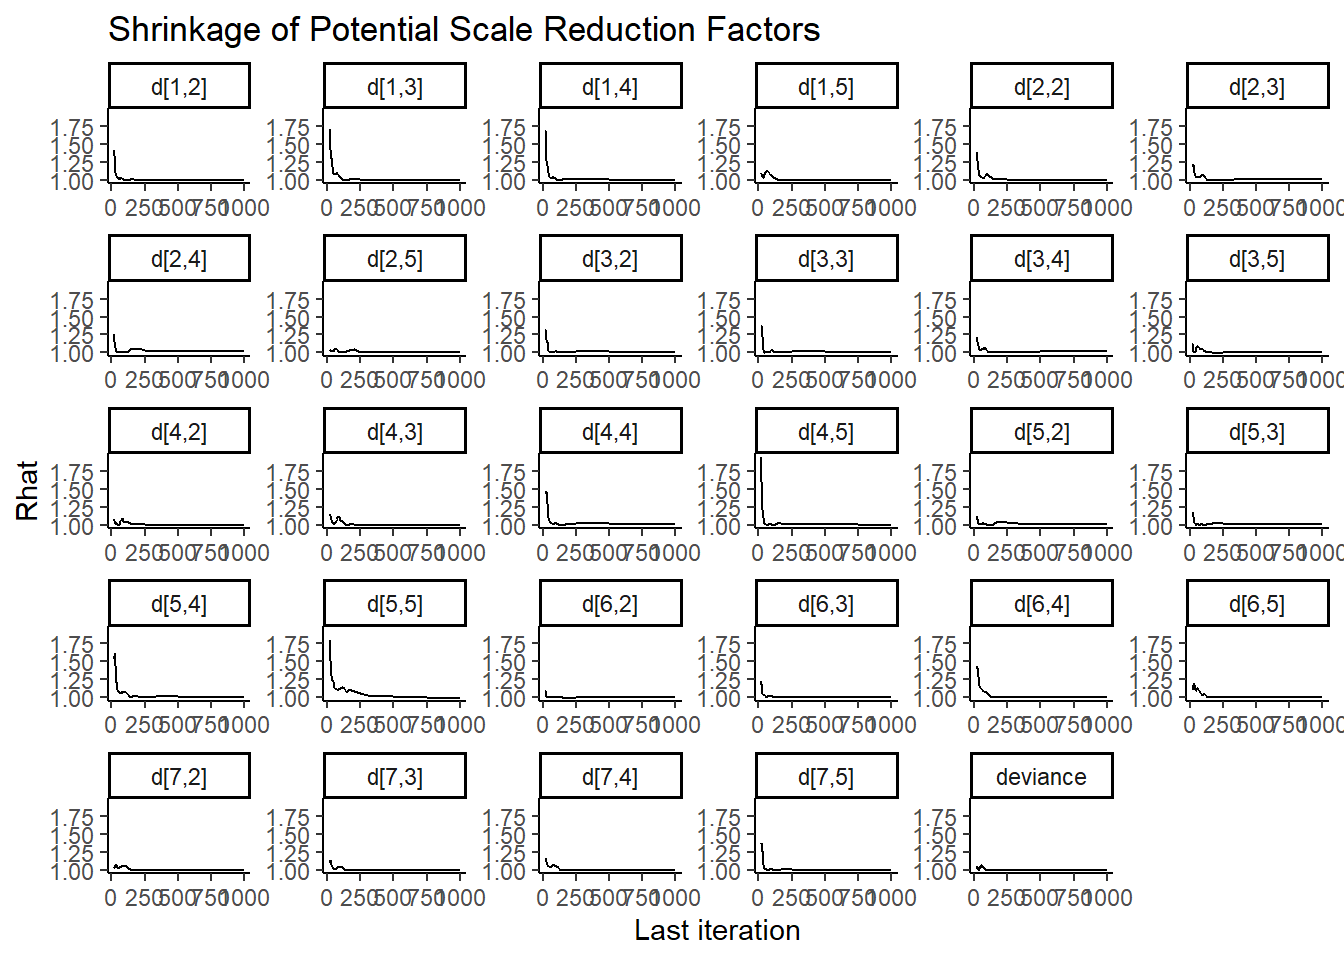 Shrinkage of Potential Scale Reduction Factors
d[1,2] d[1,3] d[1,4] d[1,5] d[2,2] d[2,3]
1.75 1.75 1.75 1.75 1.75 1.75
1.50 1.50 1.50 1.50 1.50 1.50
1.25 1.25 1.25 1.25 1.25 1.25
1.00 1.00 1.00 1.00 1.00 1.00
0 250 500 750 1000 0 250 500 750 1000 0 250 500 750 1000 0 250 500 750 1000 0 250 500 750 1000 0 250 500 750 1000
d[2,4] d[2,5] d[3,2] d[3,3] d[3,4] d[3,5]
1.75 1.75 1.75 1.75 1.75 1.75
1.50 1.50 1.50 1.50 1.50 1.50
1.25 1.25 1.25 1.25 1.25 1.25
1.00 1.00 1.00 1.00 1.00 1.00
0 250 500 750 1000 0 250 500 750 1000 0 250 500 750 1000 0 250 500 750 1000 0 250 500 750 1000 0 250 500 750 1000
d[4,2] d[4,3] d[4,4] d[4,5] d[5,2] d[5,3]
1.75 1.75 1.75 1.75 1.75 1.75
1.50 1.50 1.50 1.50 1.50 1.50
1.25 1.25 1.25 1.25 1.25 1.25
1.00 1.00 1.00 1.00 1.00 1.00
0 250 500 750 1000 0 250 500 750 1000 0 250 500 750 1000 0 250 500 750 1000 0 250 500 750 1000 0 250 500 750 1000
Rhat
d[5,4] d[5,5] d[6,2] d[6,3] d[6,4] d[6,5]
1.75 1.75 1.75 1.75 1.75 1.75
1.50 1.50 1.50 1.50 1.50 1.50
1.25 1.25 1.25 1.25 1.25 1.25
1.00 1.00 1.00 1.00 1.00 1.00
0 250 500 750 1000 0 250 500 750 1000 0 250 500 750 1000 0 250 500 750 1000 0 250 500 750 1000 0 250 500 750 1000
d[7,2] d[7,3] d[7,4] d[7,5] deviance
1.75 1.75 1.75 1.75 1.75
1.50 1.50 1.50 1.50 1.50
1.25 1.25 1.25 1.25 1.25
1.00 1.00 1.00 1.00 1.00
0 250 500 750 1000 0 250 500 750 1000 0 250 500 750 1000 0 250 500 750 1000 0 250 500 750 1000
Last iteration